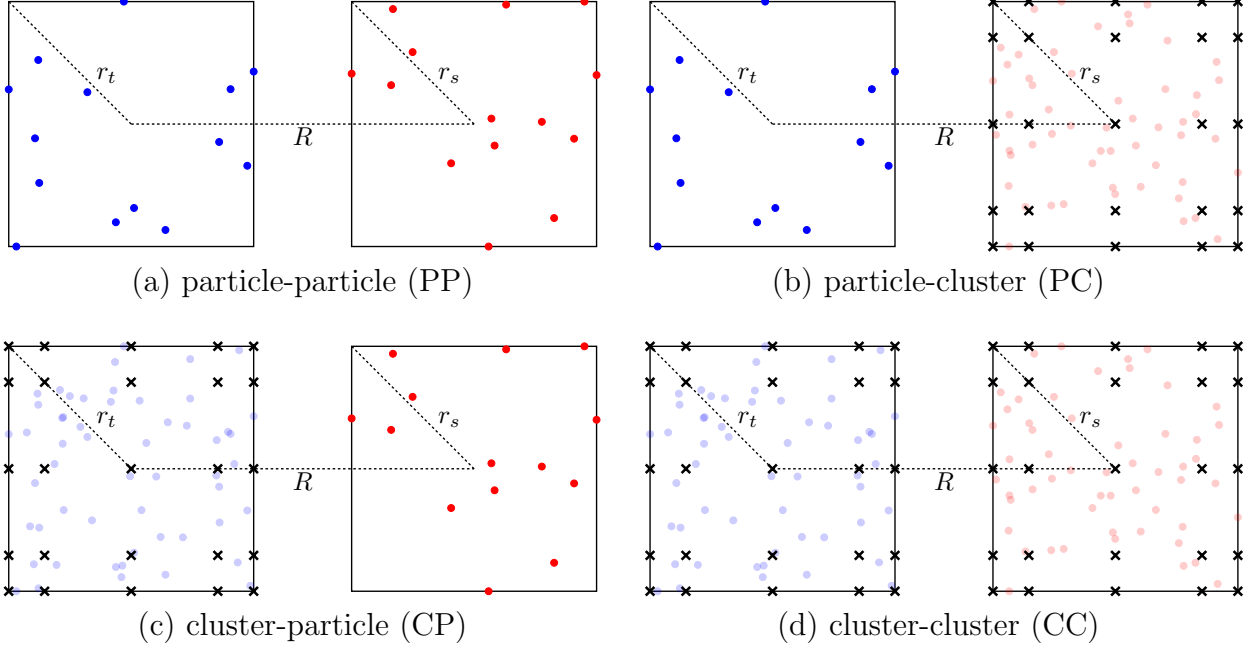 r_t r_s R
(a) particle-particle (PP)
r_t r_s R
(b) particle-cluster (PC)
r_t r_s R
(c) cluster-particle (CP)
r_t r_s R
(d) cluster-cluster (CC)